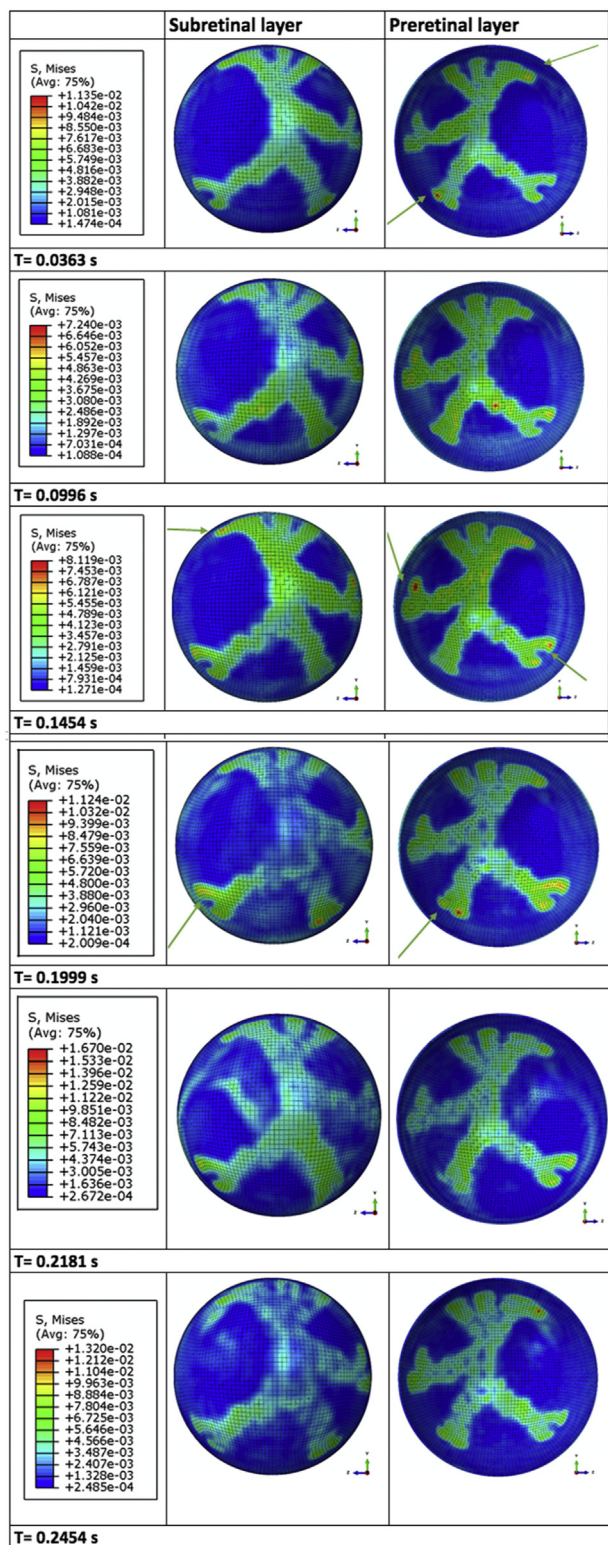 Subretinal layer
Preretinal layer
S, Mises
(Avg: 75%)
+1.135e-02
+1.042e-02
+9.484e-03
+8.550e-03
+7.617e-03
+6.683e-03
+5.749e-03
+4.816e-03
+3.882e-03
+2.948e-03
+2.015e-03
+1.081e-03
+1.474e-04
T= 0.0363 s
S, Mises
(Avg: 75%)
+7.240e-03
+6.646e-03
+6.052e-03
+5.457e-03
+4.863e-03
+4.269e-03
+3.675e-03
+3.080e-03
+2.486e-03
+1.892e-03
+1.297e-03
+7.031e-04
+1.088e-04
T= 0.0996 s
S, Mises
(Avg: 75%)
+8.119e-03
+7.453e-03
+6.787e-03
+6.121e-03
+5.455e-03
+4.789e-03
+4.123e-03
+3.457e-03
+2.791e-03
+2.125e-03
+1.459e-03
+7.931e-04
+1.271e-04
T= 0.1454 s
S, Mises
(Avg: 75%)
+1.124e-02
+1.032e-02
+9.399e-03
+8.479e-03
+7.559e-03
+6.639e-03
+5.720e-03
+4.800e-03
+3.880e-03
+2.960e-03
+2.040e-03
+1.121e-03
+2.009e-04
T= 0.1999 s
S, Mises
(Avg: 75%)
+1.670e-02
+1.533e-02
+1.396e-02
+1.259e-02
+1.122e-02
+9.851e-03
+8.482e-03
+7.113e-03
+5.743e-03
+4.374e-03
+3.005e-03
+1.636e-03
+2.672e-04
T= 0.2181 s
S, Mises
(Avg: 75%)
+1.320e-02
+1.212e-02
+1.104e-02
+9.963e-03
+8.884e-03
+7.804e-03
+6.725e-03
+5.646e-03
+4.566e-03
+3.487e-03
+2.407e-03
+1.328e-03
+2.485e-04
T= 0.2454 s